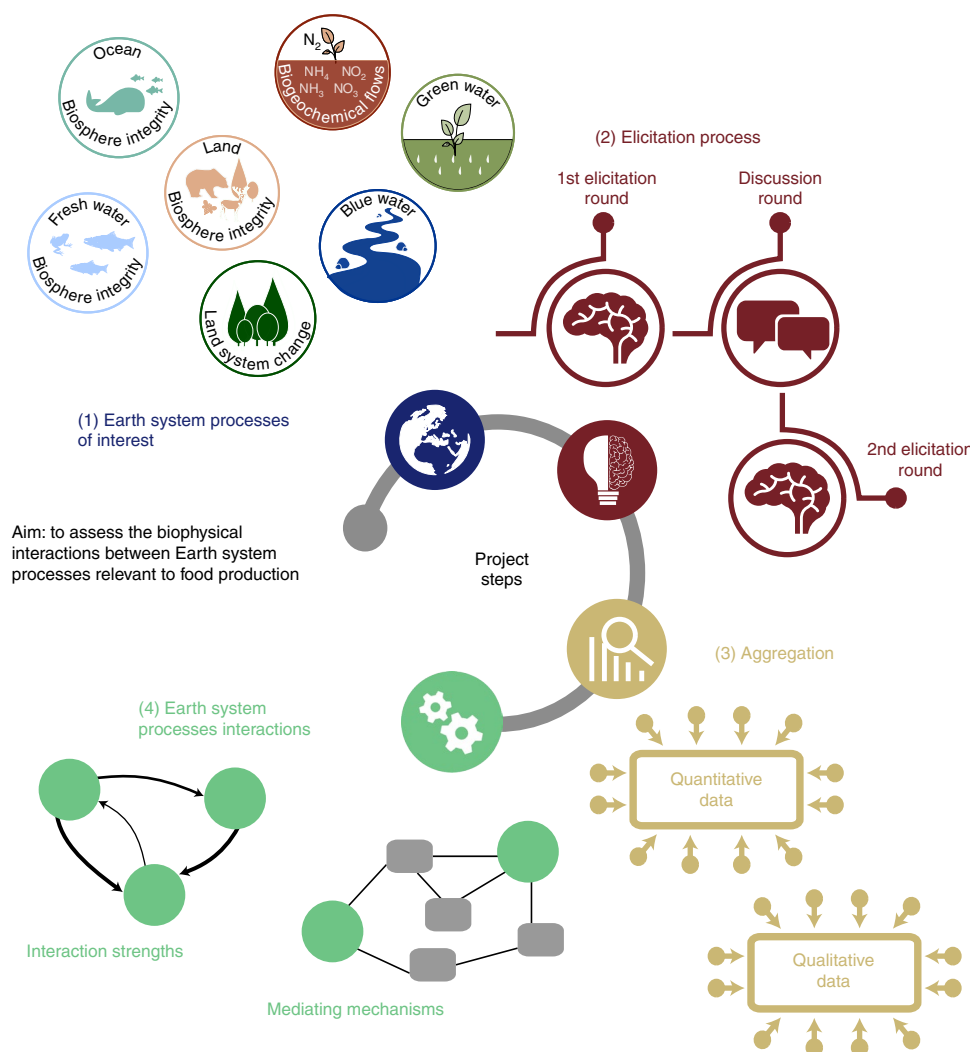 Ocean
Biosphere integrity
N2
NH4 NO2
NH3 NO3
Biogeochemical flows
Green water
Land
Biosphere integrity
Fresh water
Biosphere integrity
Blue water
Land system change
(1) Earth system processes
of interest
(2) Elicitation process
1st elicitation
round
Discussion
round
2nd elicitation
round
Aim: to assess the biophysical
interactions between Earth system
processes relevant to food production
Project
steps
(3) Aggregation
Quantitative
data
Qualitative
data
(4) Earth system
processes interactions
Interaction strengths
Mediating mechanisms